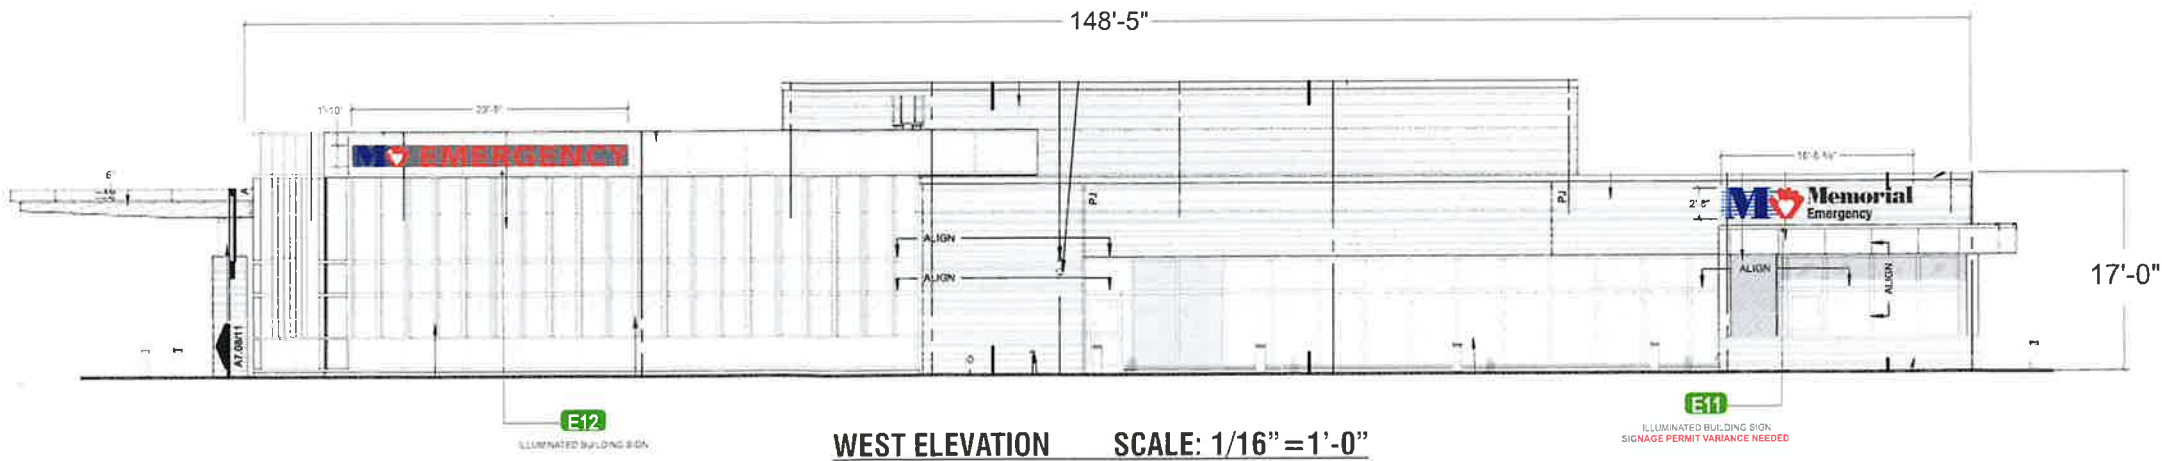 148'-5"
1'-10"
M EMERGENCY
6"
A
PJ
PJ
2' 8"
M Memorial
Emergency
ALIGN
ALIGN
ALIGN
ALIGN
17'-0"
A7.08/11
E12
ILLUMINATED BUILDING SIGN
WEST ELEVATION SCALE: 1/16"=1'-0"
E11
ILLUMINATED BUILDING SIGN
SIGNAGE PERMIT VARIANCE NEEDED